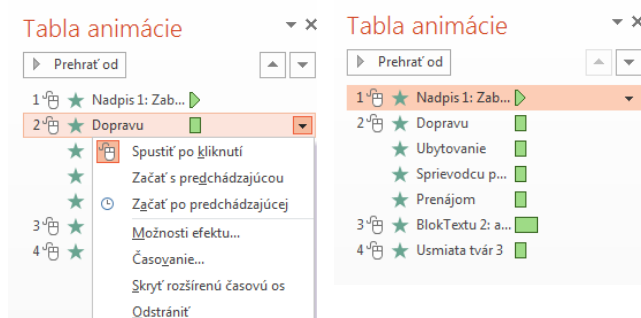 Tabla animácie
Prehrať od
1 Nadpis 1: Zab...
2 Dopravu
Spustiť po kliknutí
Začať s predchádzajúcou
Začať po predchádzajúcej
Možnosti efektu...
Časovanie...
Skryť rozšírenú časovú os
Odstrániť
3
4
Tabla animácie
Prehrať od
1 Nadpis 1: Zab...
2 Dopravu
Ubytovanie
Sprievodcu p...
Prenájom
3 BlokTextu 2: a...
4 Usmiata tvár 3